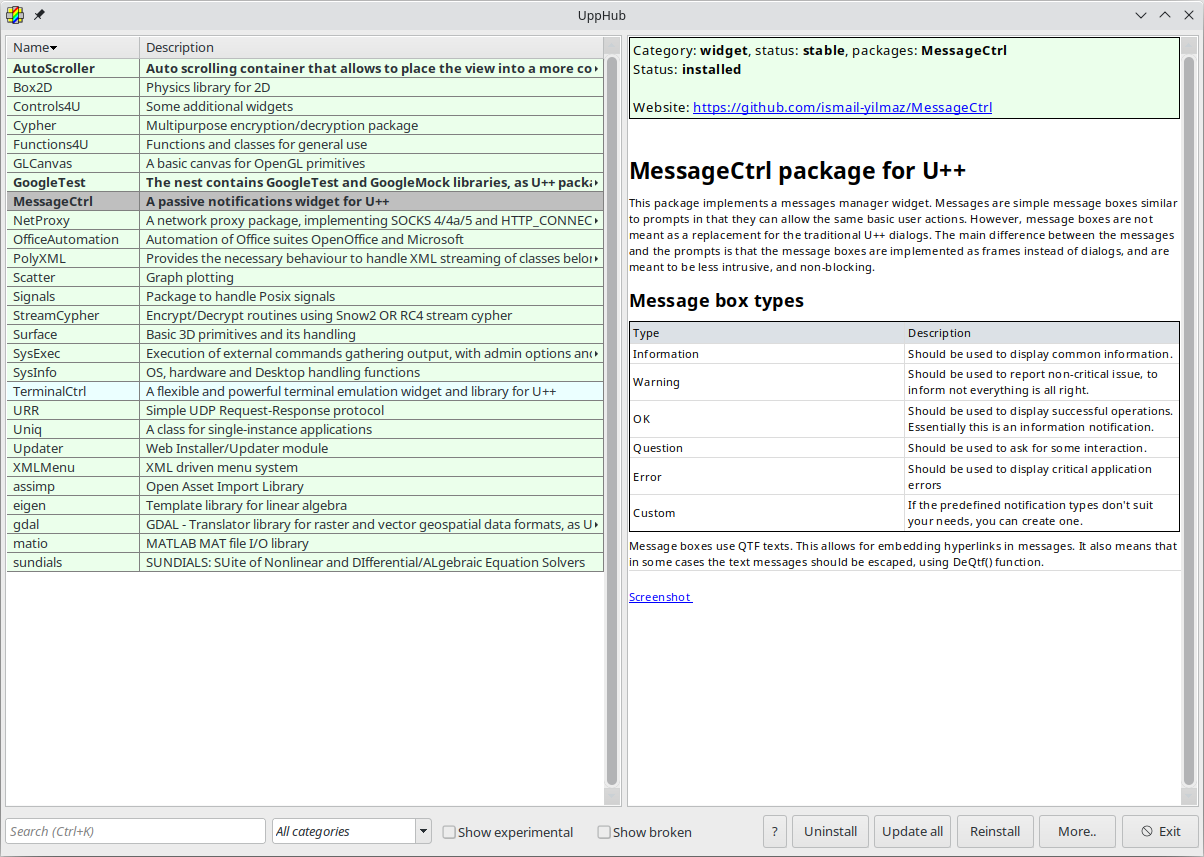 UppHub
Name Description
AutoScroller Auto scrolling container that allows to place the view into a more co
Box2D Physics library for 2D
Controls4U Some additional widgets
Cypher Multipurpose encryption/decryption package
Functions4U Functions and classes for general use
GLCanvas A basic canvas for OpenGL primitives
GoogleTest The nest contains GoogleTest and GoogleMock libraries, as U++ packa
MessageCtrl A passive notifications widget for U++
NetProxy A network proxy package, implementing SOCKS 4/4a/5 and HTTP_CONNEC
OfficeAutomation Automation of Office suites OpenOffice and Microsoft
PolyXML Provides the necessary behaviour to handle XML streaming of classes belon
Scatter Graph plotting
Signals Package to handle Posix signals
StreamCypher Encrypt/Decrypt routines using Snow2 OR RC4 stream cypher
Surface Basic 3D primitives and its handling
SysExec Execution of external commands gathering output, with admin options and
SysInfo OS, hardware and Desktop handling functions
TerminalCtrl A flexible and powerful terminal emulation widget and library for U++
URR Simple UDP Request-Response protocol
Uniq A class for single-instance applications
Updater Web Installer/Updater module
XMLMenu XML driven menu system
assimp Open Asset Import Library
eigen Template library for linear algebra
gdal GDAL - Translator library for raster and vector geospatial data formats, as U
matio MATLAB MAT file I/O library
sundials SUNDIALS: SUite of Nonlinear and DIfferential/ALgebraic Equation Solvers
Category: widget, status: stable, packages: MessageCtrl
Status: installed
Website: https://github.com/ismail-yilmaz/MessageCtrl
MessageCtrl package for U++
This package implements a messages manager widget. Messages are simple message boxes similar
to prompts in that they can allow the same basic user actions. However, message boxes are not
meant as a replacement for the traditional U++ dialogs. The main difference between the messages
and the prompts is that the message boxes are implemented as frames instead of dialogs, and are
meant to be less intrusive, and non-blocking.
Message box types
Type Description
Information Should be used to display common information.
Warning Should be used to report non-critical issue, to
inform not everything is all right.
OK Should be used to display successful operations.
Essentially this is an information notification.
Question Should be used to ask for some interaction.
Error Should be used to display critical application
errors
Custom If the predefined notification types don't suit
your needs, you can create one.
Message boxes use QTF texts. This allows for embedding hyperlinks in messages. It also means that
in some cases the text messages should be escaped, using DeQtf() function.
Screenshot
Search (Ctrl+K) All categories Show experimental Show broken ? Uninstall Update all Reinstall More.. Exit